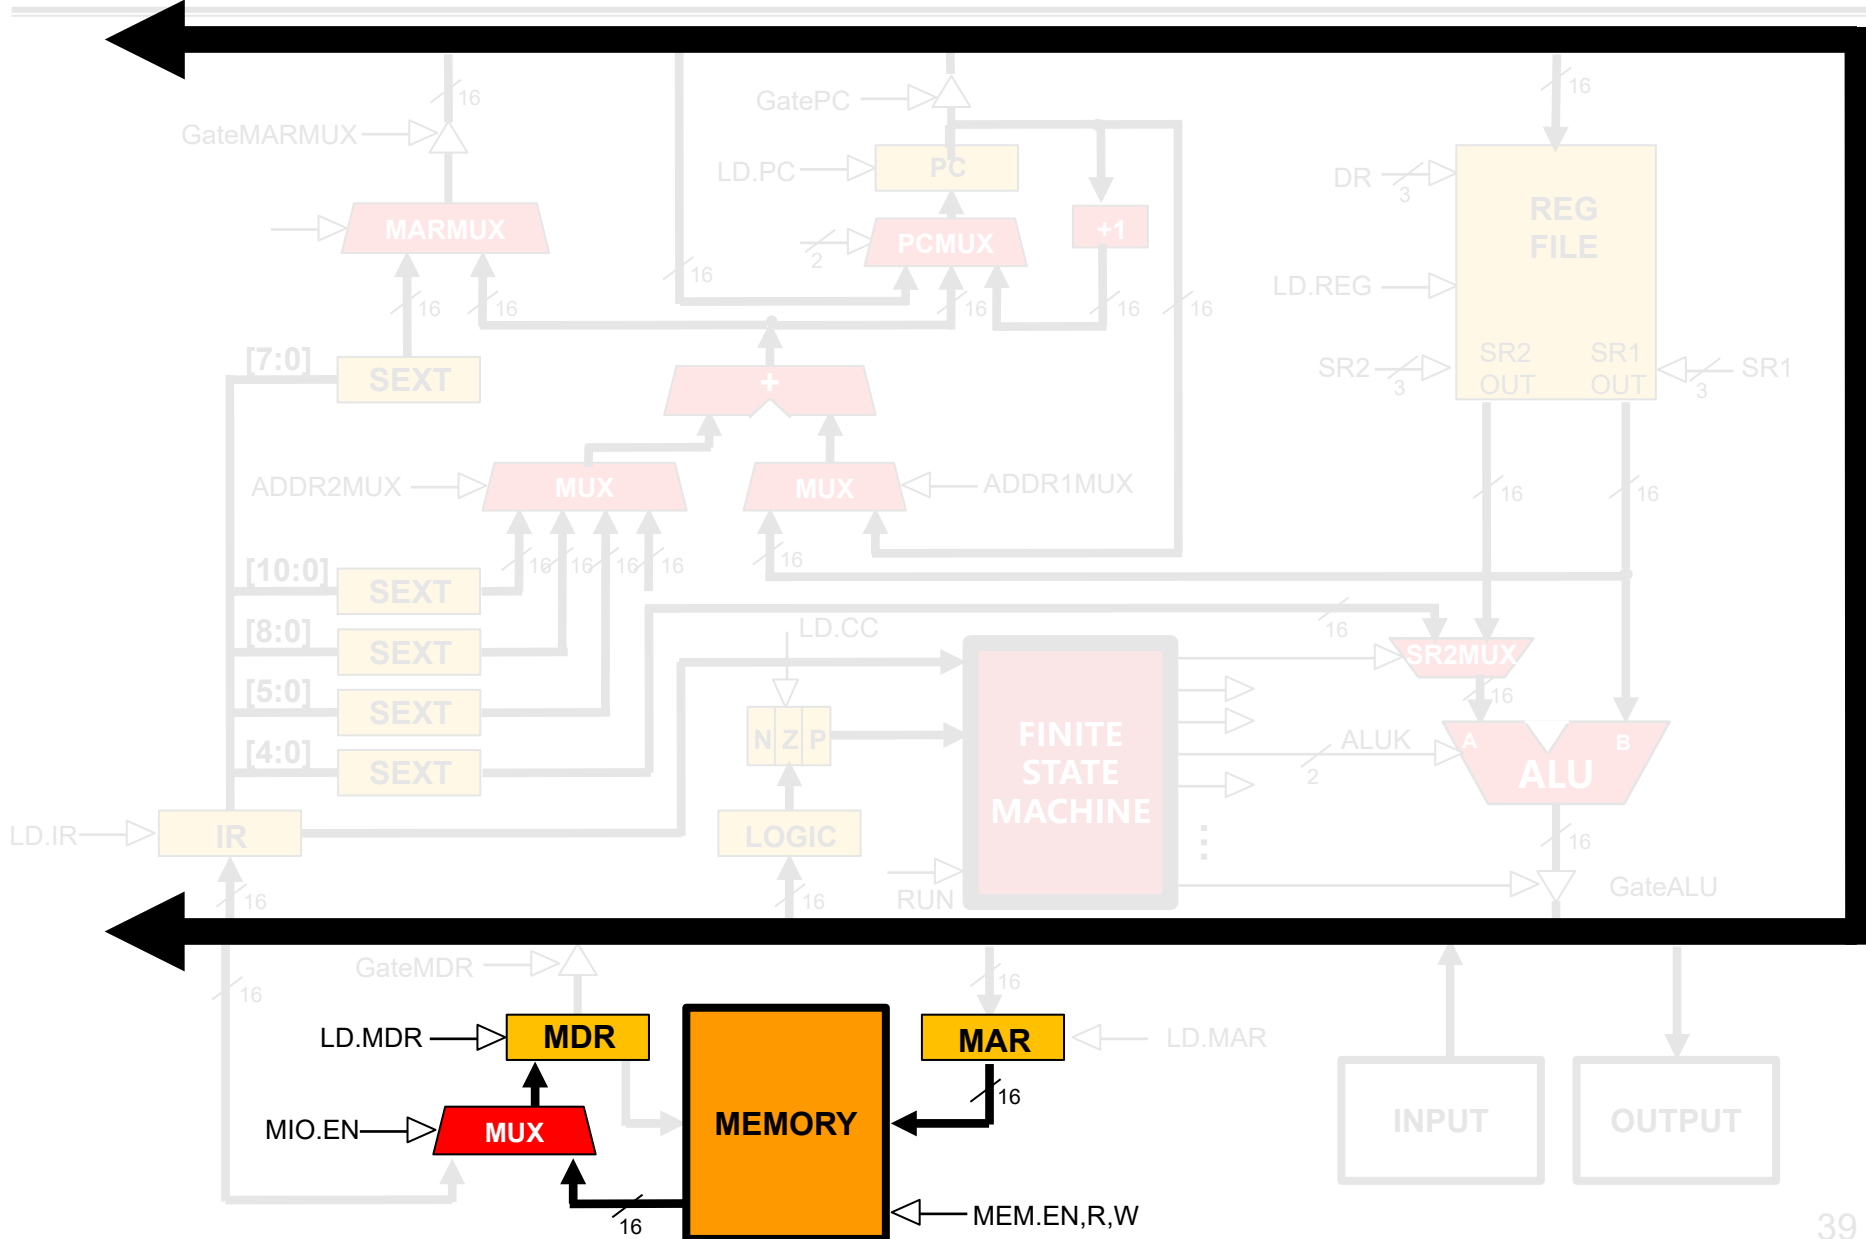 16
16
GatePC
GateMARMUX
LD.PC
PC
DR
3
REG
FILE
MARMUX
2
PCMUX
+1
16
LD.REG
16
16
16
16
16
[7:0]
SEXT
+
SR2
3
SR2
OUT
SR1
OUT
3
SR1
ADDR2MUX
MUX
MUX
ADDR1MUX
16
16
16
16
16
16
16
[10:0]
SEXT
[8:0]
SEXT
LD.CC
16
SR2MUX
16
[5:0]
SEXT
N Z P
FINITE
STATE
MACHINE
ALUK
2
A
B
ALU
[4:0]
SEXT
LD.IR
IR
LOGIC
16
16
16
RUN
GateALU
GateMDR
16
16
LD.MDR
MDR
MAR
LD.MAR
16
MIO.EN
MUX
MEMORY
INPUT
OUTPUT
16
MEM.EN,R,W
39